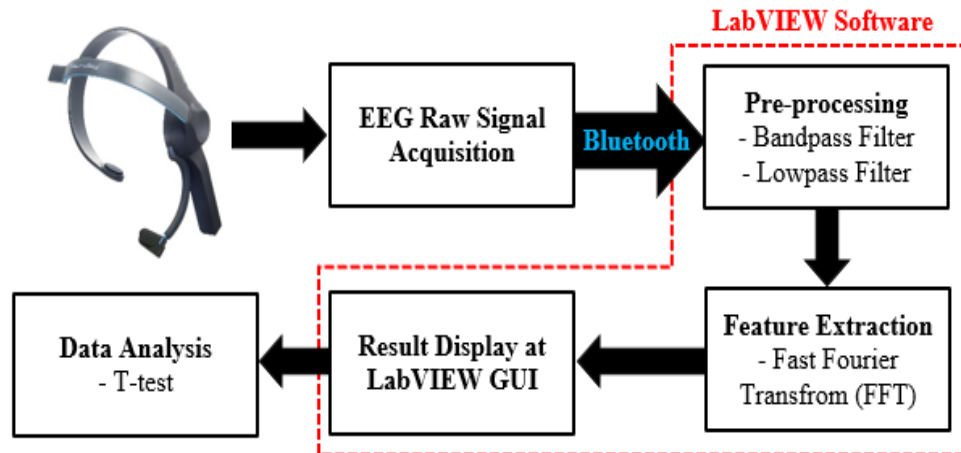 LabVIEW Software
EEG Raw Signal
Acquisition
Bluetooth
Pre-processing
- Bandpass Filter
- Lowpass Filter
Data Analysis
- T-test
Result Display at
LabVIEW GUI
Feature Extraction
- Fast Fourier
Transfrom (FFT)